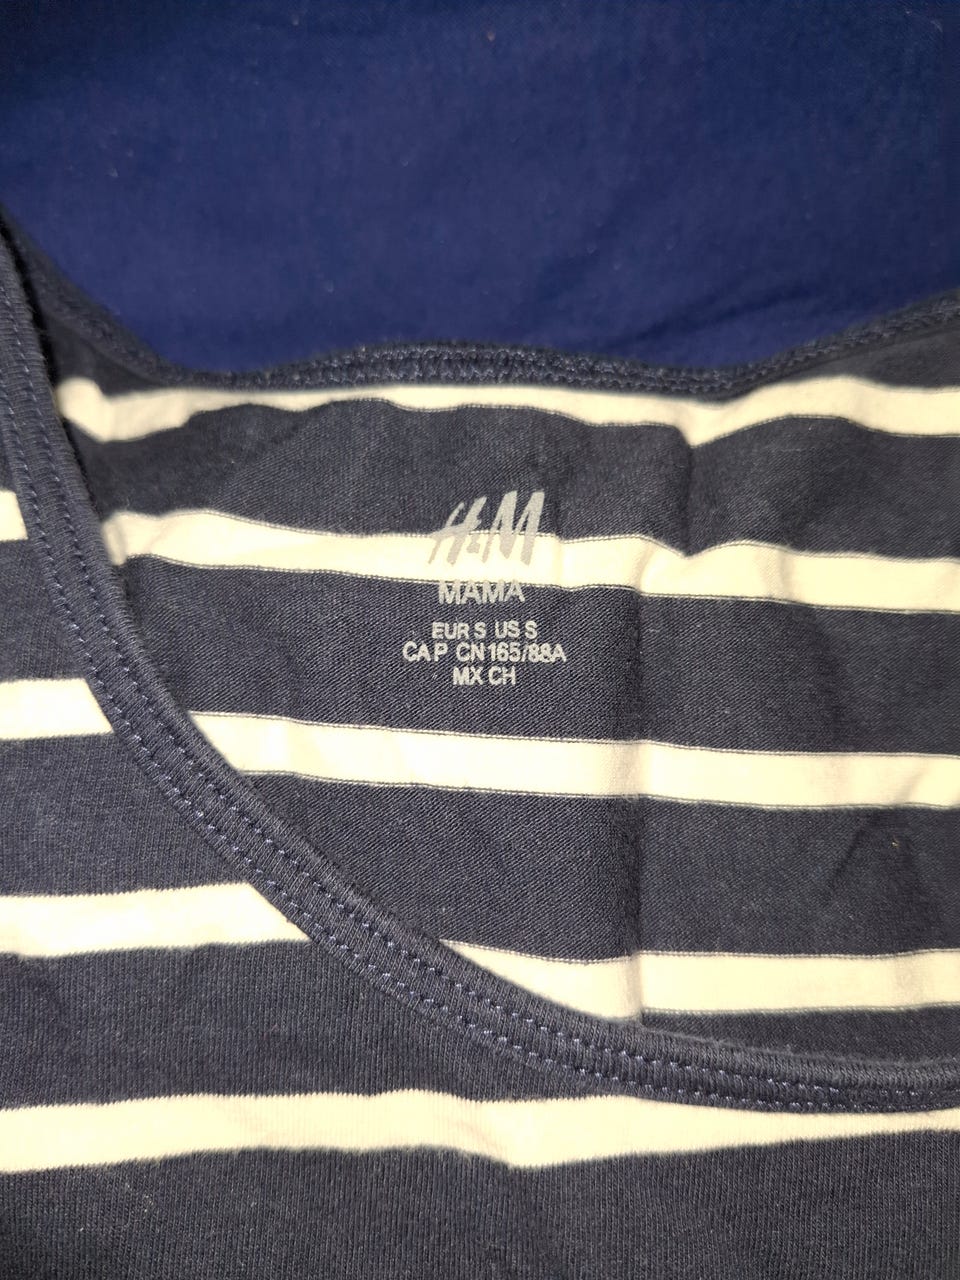 H&M
MAMA
EUR S US S
CA P CN 165/88A
MX CH